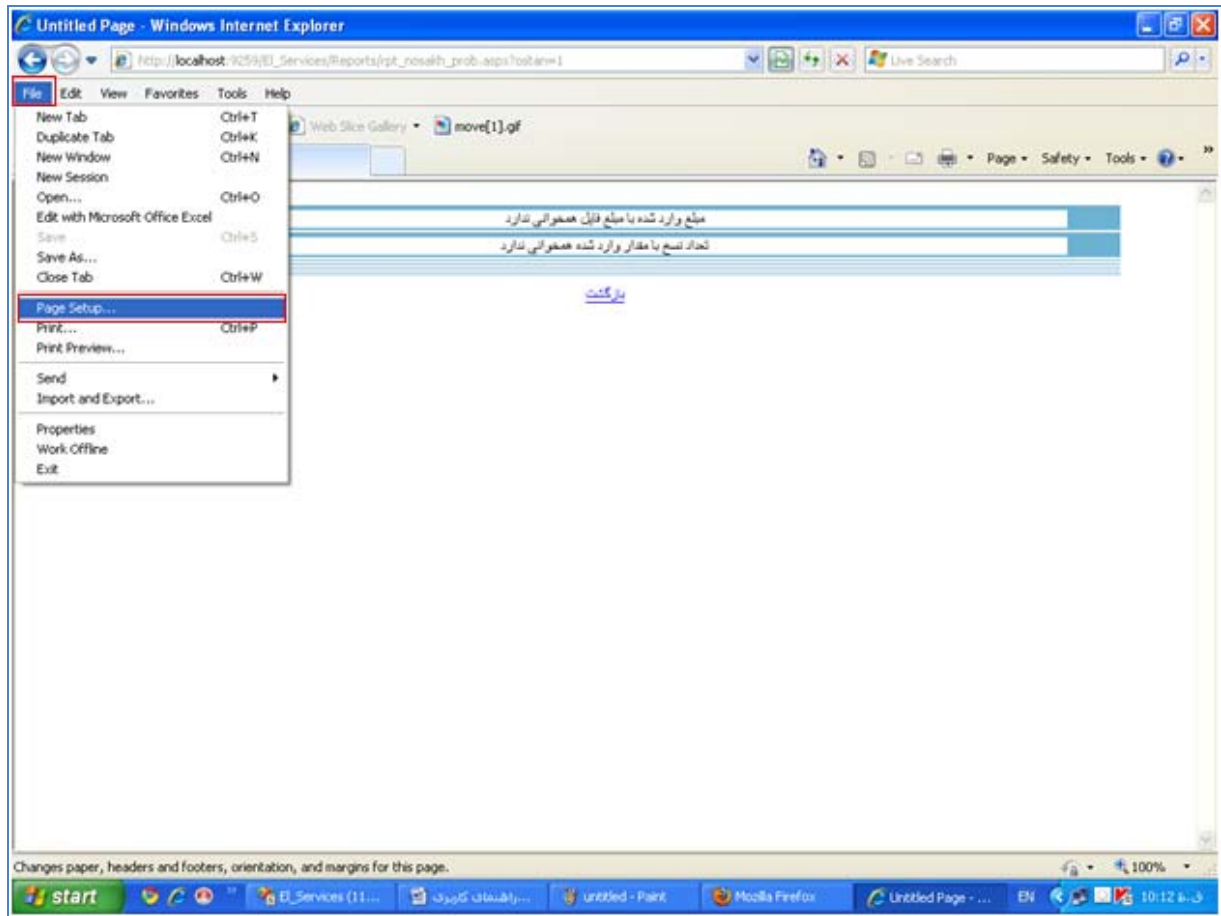 Untitled Page - Windows Internet Explorer
http://localhost:9259/El_Services/Reports/rpt_nosakh_prob.aspx?ostan=1
Live Search
File Edit View Favorites Tools Help
New Tab Ctrl+T
Duplicate Tab Ctrl+K
New Window Ctrl+N
New Session
Open... Ctrl+O
Edit with Microsoft Office Excel
Save Ctrl+S
Save As...
Close Tab Ctrl+W
Page Setup...
Print... Ctrl+P
Print Preview...
Send
Import and Export...
Properties
Work Offline
Exit
Web Slice Gallery
move[1].gif
Page Safety Tools
مبلغ وارد شده با مبلغ فایل همخوانی ندارد
تعداد نسخ با مقدار وارد شده همخوانی ندارد
بازگشت
Changes paper, headers and footers, orientation, and margins for this page.
100%
start
El_Services (11...
راهنمای کاربری...
untitled - Paint
Mozilla Firefox
Untitled Page - ...
EN
10:12 ق.ظ